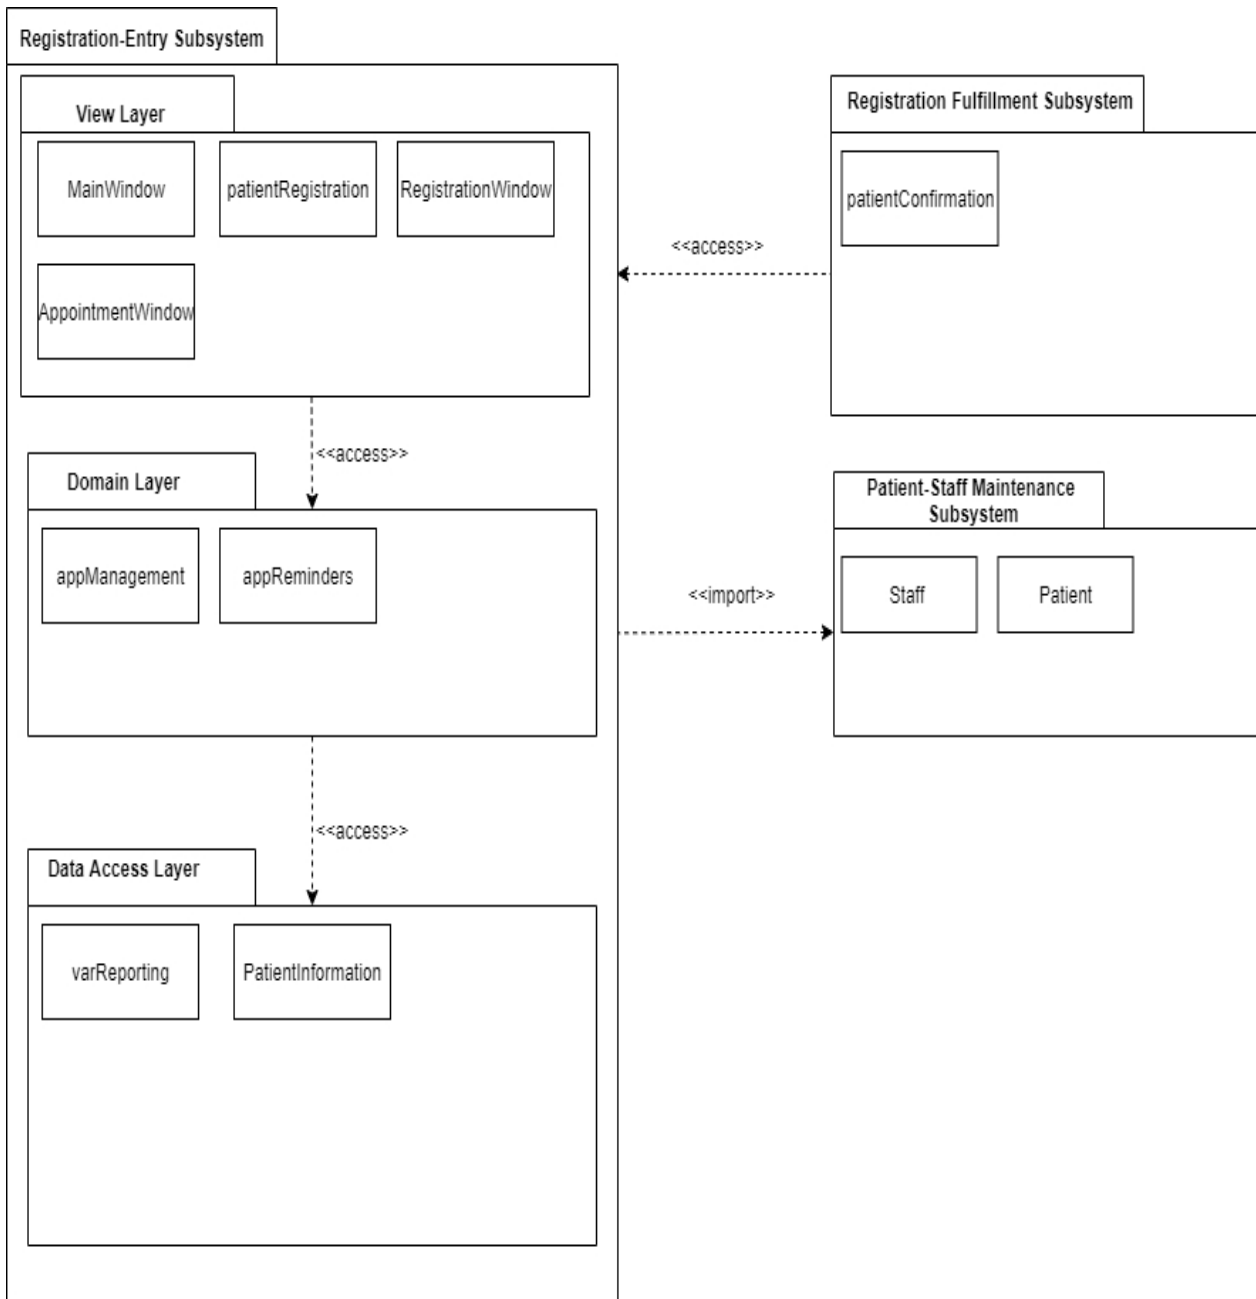 Registration-Entry Subsystem
View Layer
MainWindow
patientRegistration
RegistrationWindow
AppointmentWindow
<<access>>
Domain Layer
appManagement
appReminders
<<access>>
Data Access Layer
varReporting
PatientInformation
Registration Fulfillment Subsystem
patientConfirmation
<<access>>
Patient-Staff Maintenance
Subsystem
Staff
Patient
<<import>>